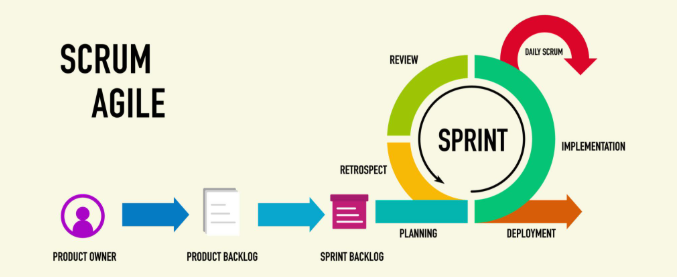 SCRUM
AGILE
REVIEW
DAILY SCRUM
SPRINT
IMPLEMENTATION
RETROSPECT
PLANNING
DEPLOYMENT
PRODUCT OWNER
PRODUCT BACKLOG
SPRINT BACKLOG